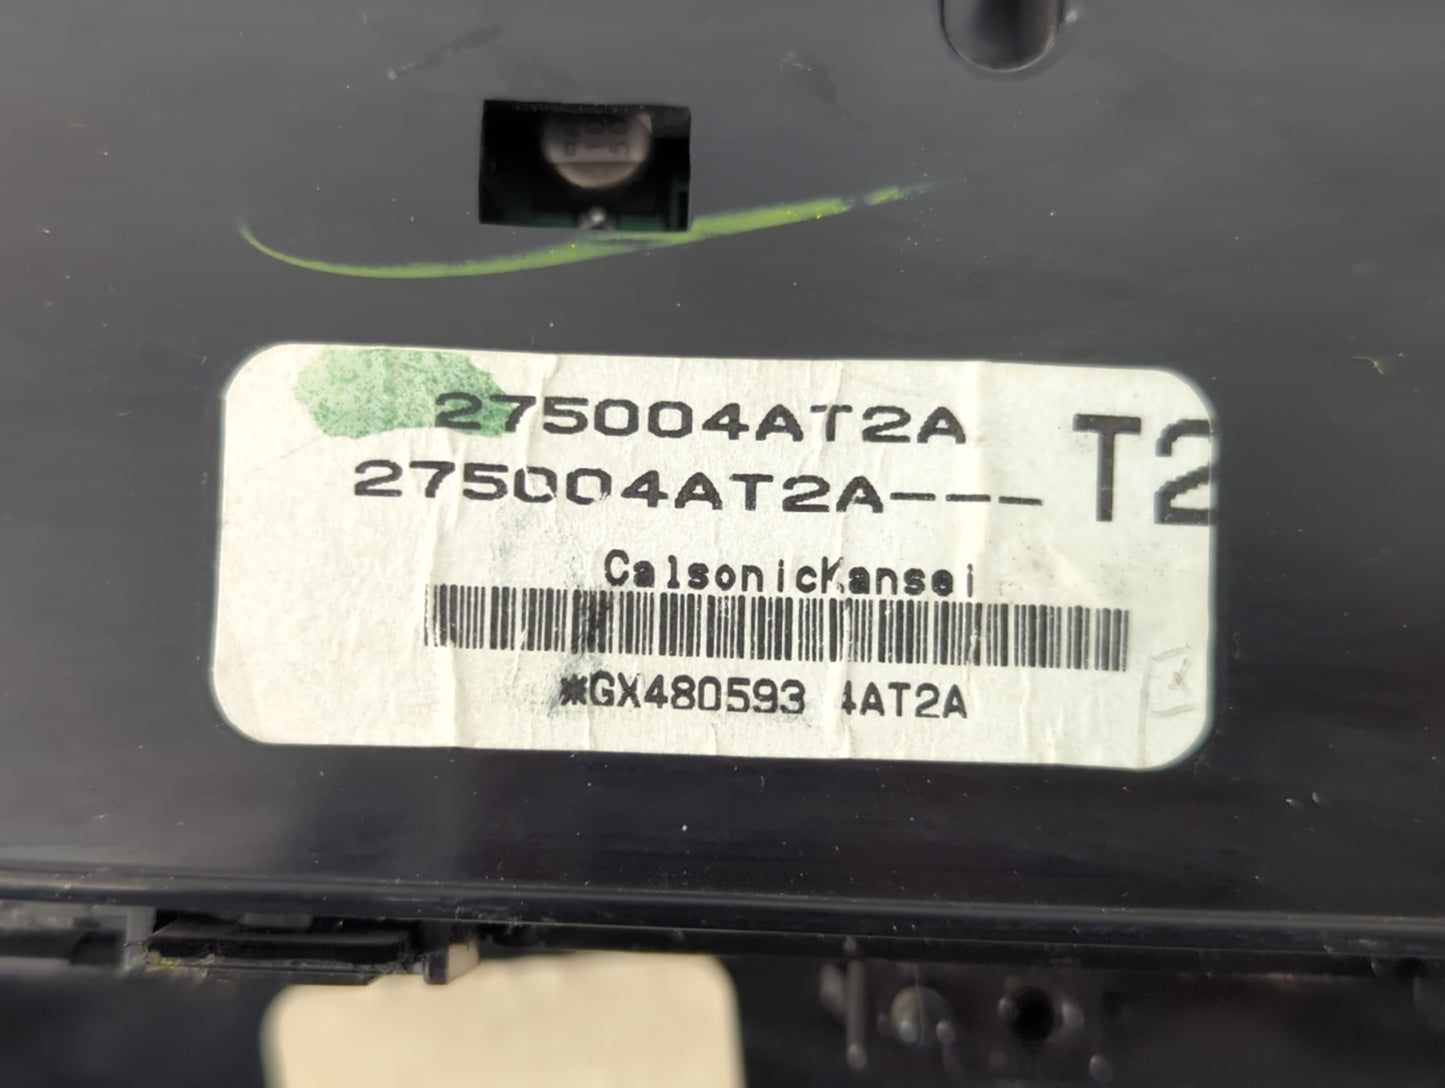 275004AT2A
275004AT2A---
T2
CalsonicKansei
*GX480593 4AT2A